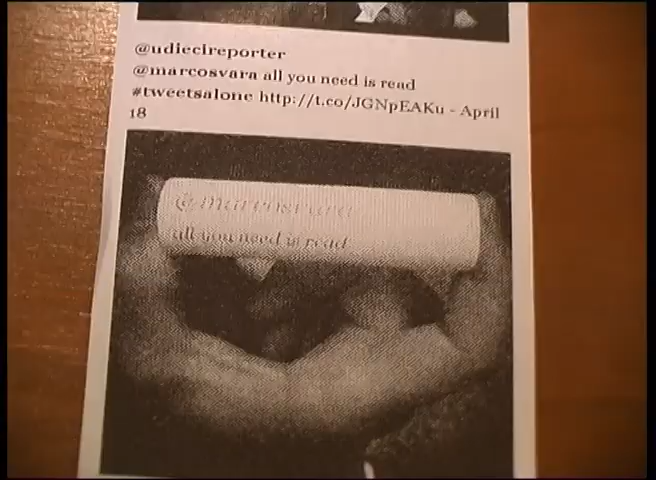 @udiecireporter
@marcosvara all you need is read
#tweetsalone http://t.co/JGNpEAKu - April
18
@marcosvara
all you need is read